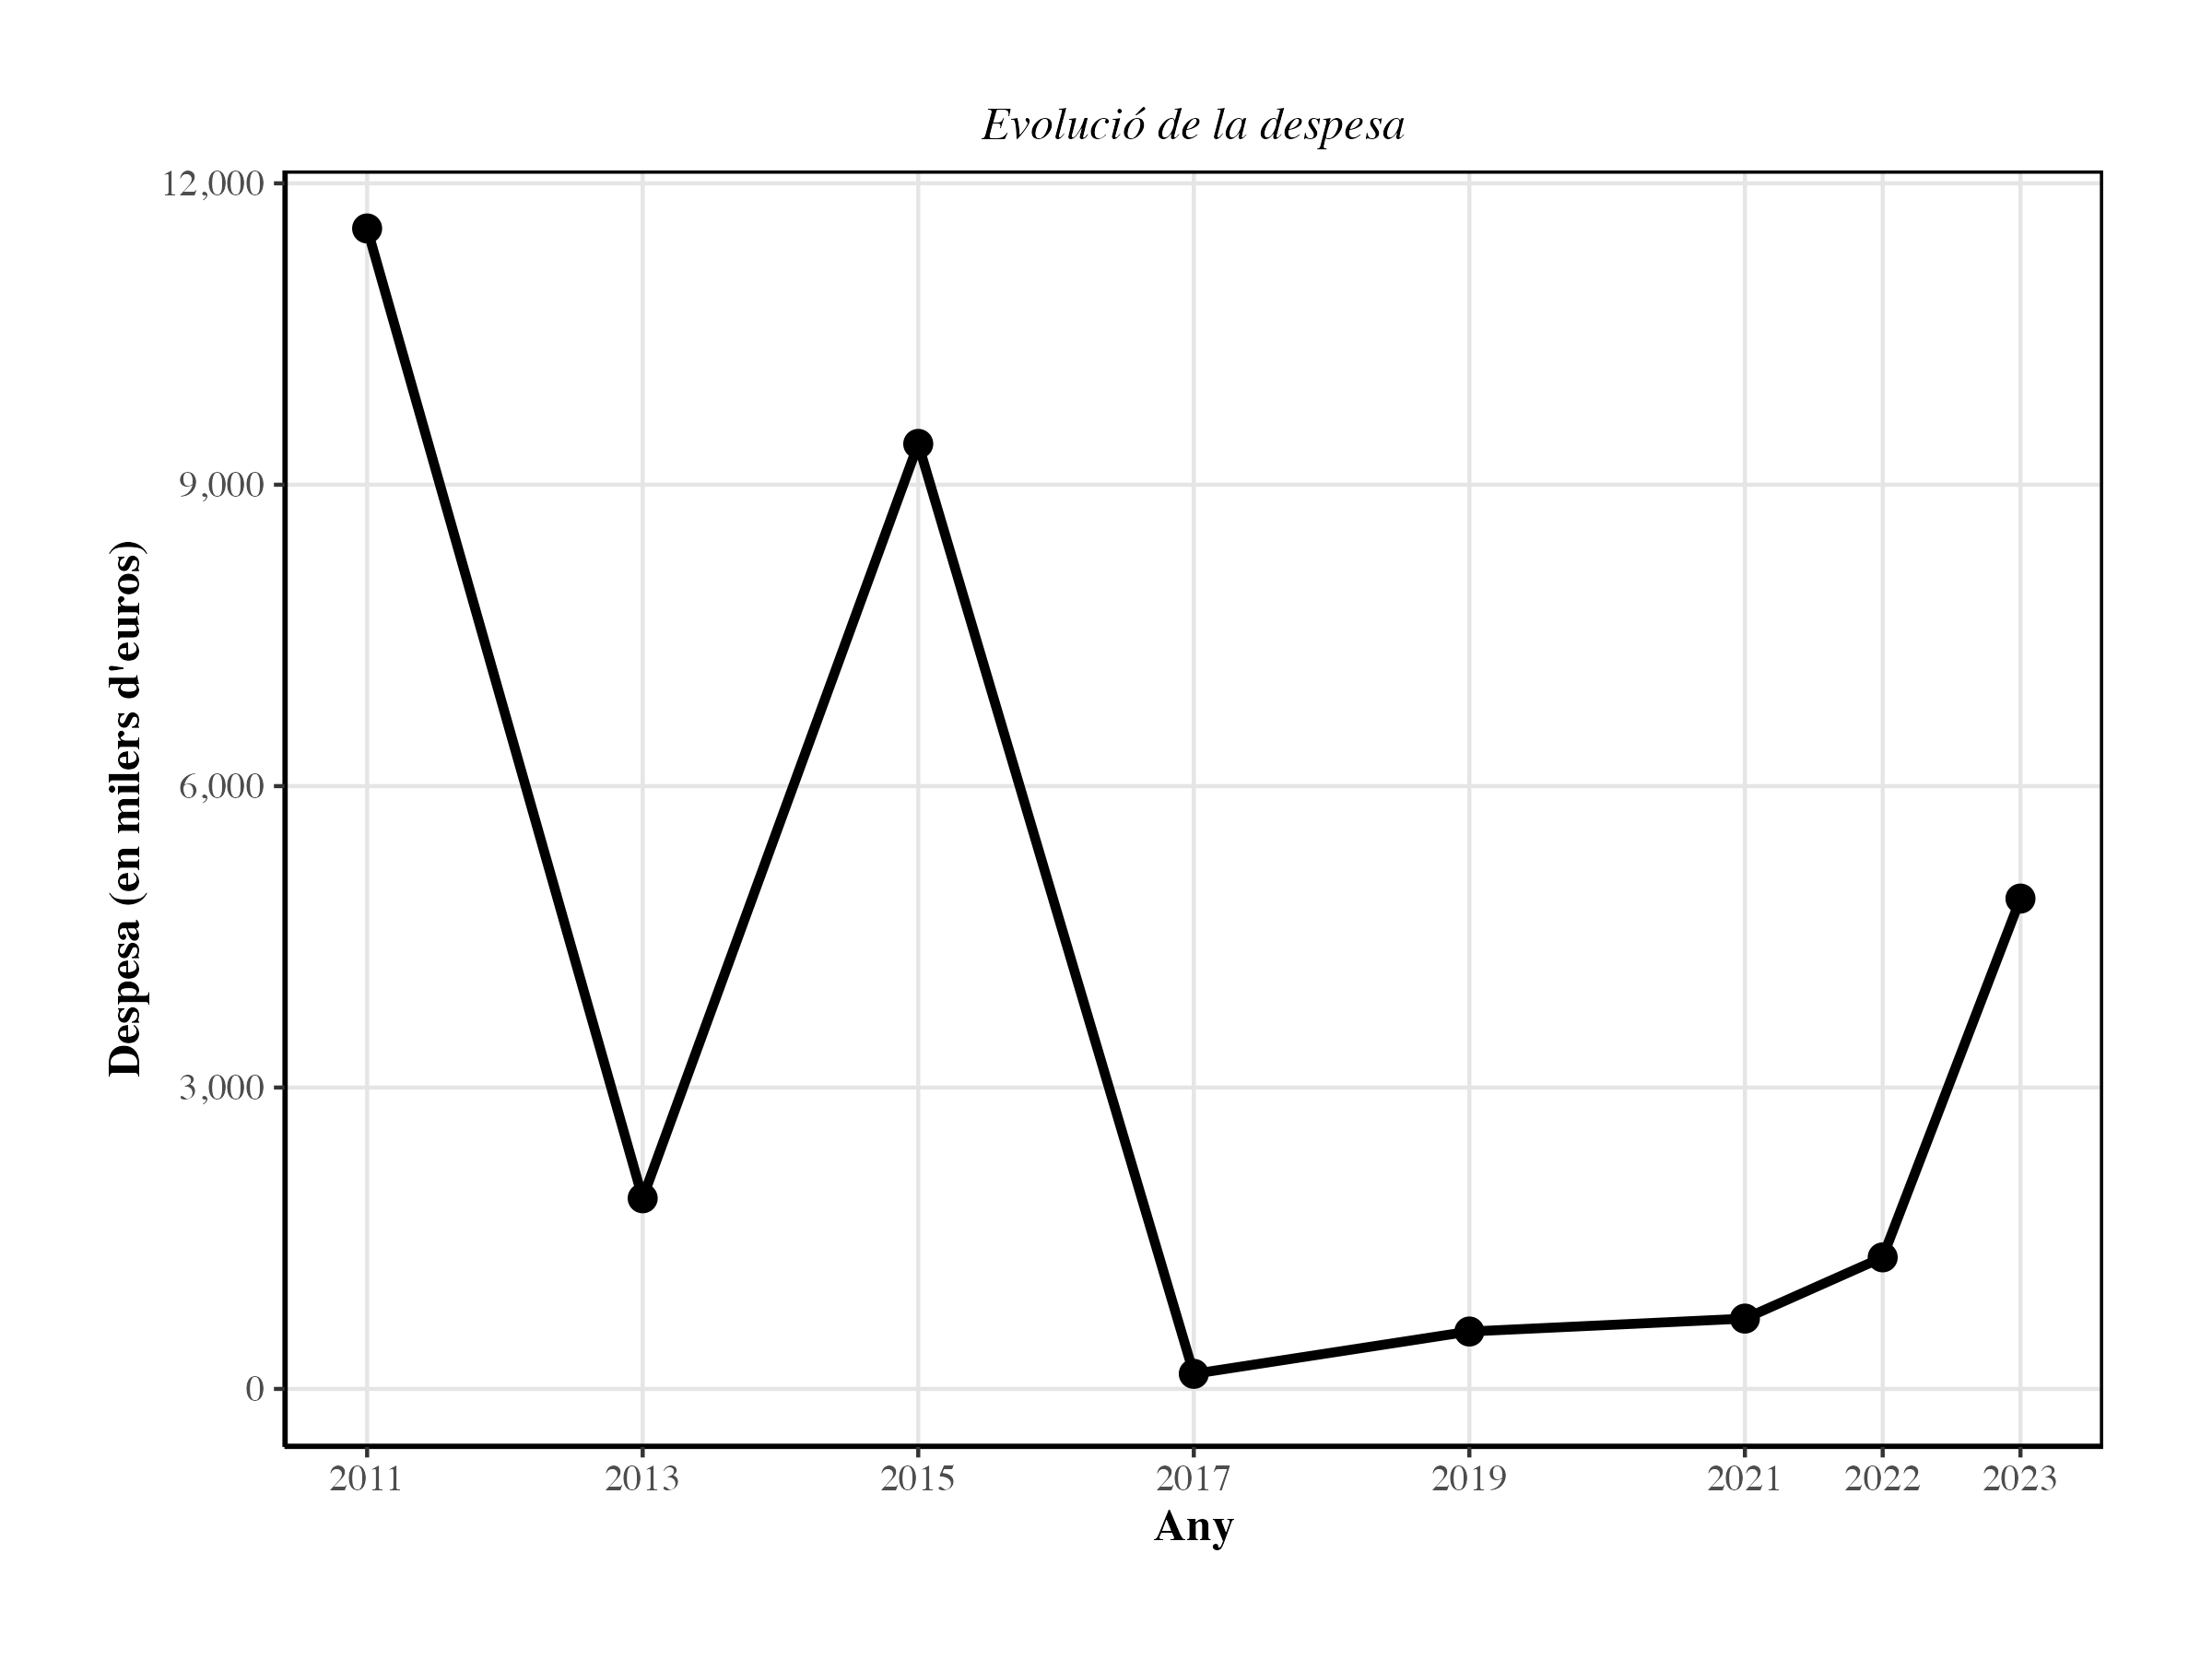 Evolució de la despesa
12,000
9,000
6,000
3,000
0
Despesa (en milers d'euros)
2011 2013 2015 2017 2019 2021 2022 2023
Any